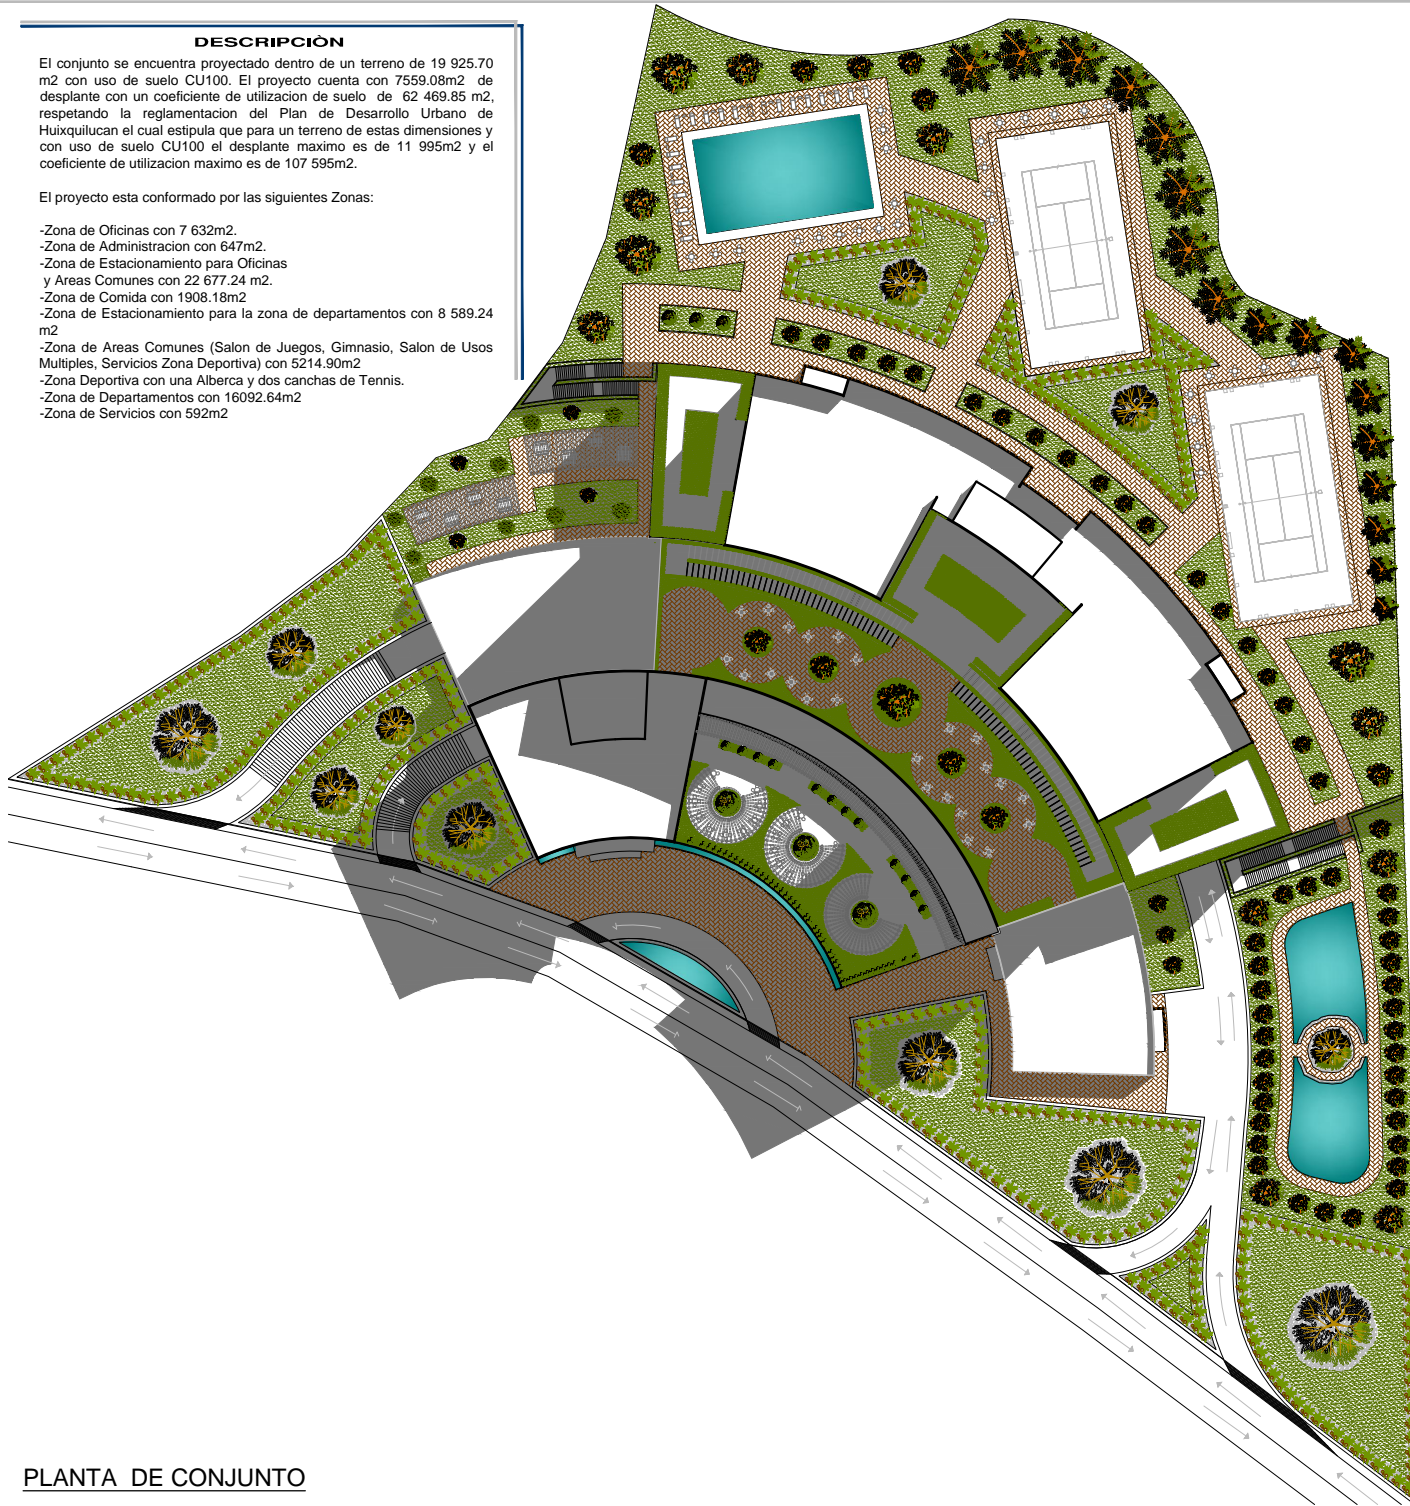 DESCRIPCIÒN
El conjunto se encuentra proyectado dentro de un terreno de 19 925.70
m2 con uso de suelo CU100. El proyecto cuenta con 7559.08m2 de
desplante con un coeficiente de utilizacion de suelo de 62 469.85 m2,
respetando la reglamentacion del Plan de Desarrollo Urbano de
Huixquilucan el cual estipula que para un terreno de estas dimensiones y
con uso de suelo CU100 el desplante maximo es de 11 995m2 y el
coeficiente de utilizacion maximo es de 107 595m2.
El proyecto esta conformado por las siguientes Zonas:
-Zona de Oficinas con 7 632m2.
-Zona de Administracion con 647m2.
-Zona de Estacionamiento para Oficinas
y Areas Comunes con 22 677.24 m2.
-Zona de Comida con 1908.18m2
-Zona de Estacionamiento para la zona de departamentos con 8 589.24
m2
-Zona de Areas Comunes (Salon de Juegos, Gimnasio, Salon de Usos
Multiples, Servicios Zona Deportiva) con 5214.90m2
-Zona Deportiva con una Alberca y dos canchas de Tennis.
-Zona de Departamentos con 16092.64m2
-Zona de Servicios con 592m2
PLANTA DE CONJUNTO